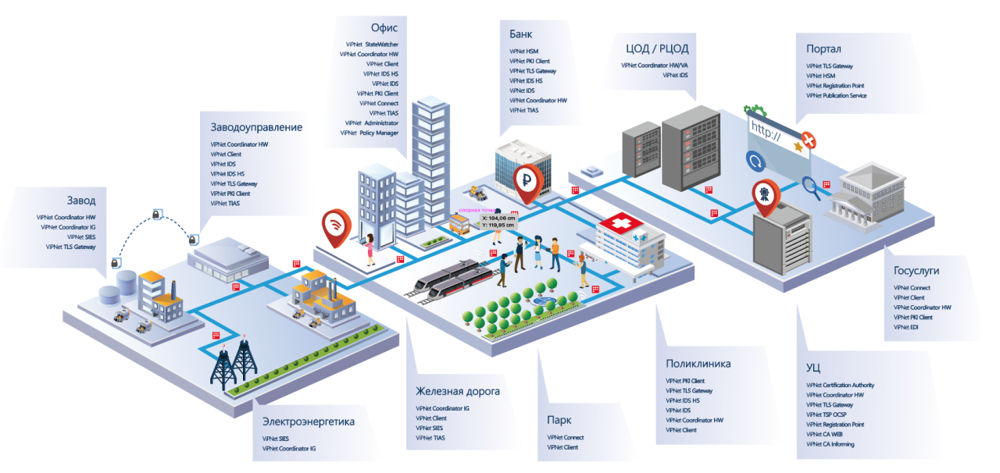 Офис
ViPNet StateWatcher
ViPNet Coordinator HW
ViPNet Client
ViPNet IDS HS
ViPNet IDS
ViPNet PKI Client
ViPNet Connect
ViPNet TIAS
ViPNet Administrator
ViPNet Policy Manager
Банк
ViPNet HSM
ViPNet PKI Client
ViPNet TLS Gateway
ViPNet IDS HS
ViPNet IDS
ViPNet Coordinator HW
ViPNet TIAS
ЦОД / РЦОД
ViPNet Coordinator HW/VA
ViPNet IDS
Портал
ViPNet TLS Gateway
ViPNet HSM
ViPNet Registration Point
ViPNet Publication Service
Заводоуправление
ViPNet Coordinator HW
ViPNet Client
ViPNet IDS
ViPNet IDS HS
ViPNet TLS Gateway
ViPNet PKI Client
ViPNet TIAS
Завод
ViPNet Coordinator HW
ViPNet Coordinator IG
ViPNet SIES
ViPNet TLS Gateway
http://
₽
опорная точка
X: 184,06 cm
Y: 119,95 cm
Госуслуги
ViPNet Connect
ViPNet Client
ViPNet Coordinator HW
ViPNet PKI Client
ViPNet EDI
Электроэнергетика
ViPNet SIES
ViPNet Coordinator IG
Железная дорога
ViPNet Coordinator IG
ViPNet Client
ViPNet SIES
ViPNet TIAS
Парк
ViPNet Connect
ViPNet Client
Поликлиника
ViPNet PKI Client
ViPNet TLS Gateway
ViPNet IDS HS
ViPNet IDS
ViPNet Coordinator HW
ViPNet Client
УЦ
ViPNet Certification Authority
ViPNet Coordinator HW
ViPNet TLS Gateway
ViPNet TSP OCSP
ViPNet Registration Point
ViPNet CA WEB
ViPNet CA Informing